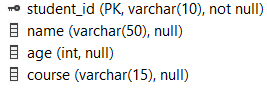 student_id (PK, varchar(10), not null)
name (varchar(50), null)
age (int, null)
course (varchar(15), null)